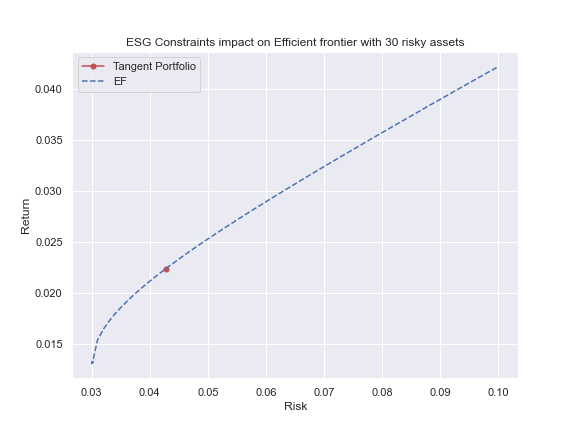 ESG Constraints impact on Efficient frontier with 30 risky assets
Tangent Portfolio
EF
0.040
0.035
0.030
0.025
0.020
0.015
Return
0.03 0.04 0.05 0.06 0.07 0.08 0.09 0.10
Risk